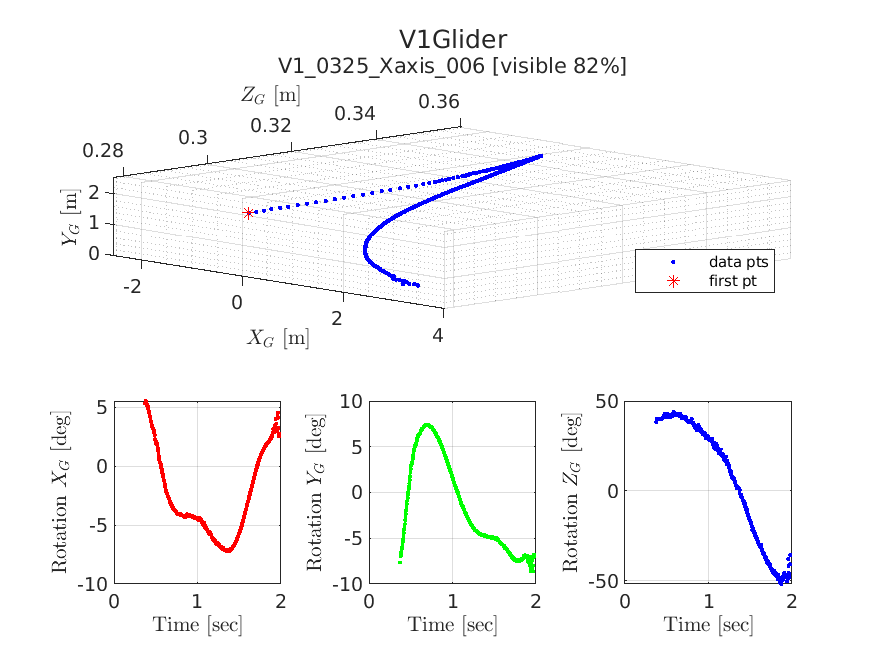 V1Glider
V1_0325_Xaxis_006 [visible 82%]
Z_G [m]
0.28 0.3 0.32 0.34 0.36
Y_G [m]
2
1
0
-2 0 2 4
X_G [m]
data pts
first pt
Rotation X_G [deg]
5
0
-5
-10
0 1 2
Time [sec]
Rotation Y_G [deg]
10
5
0
-5
-10
0 1 2
Time [sec]
Rotation Z_G [deg]
50
0
-50
0 1 2
Time [sec]